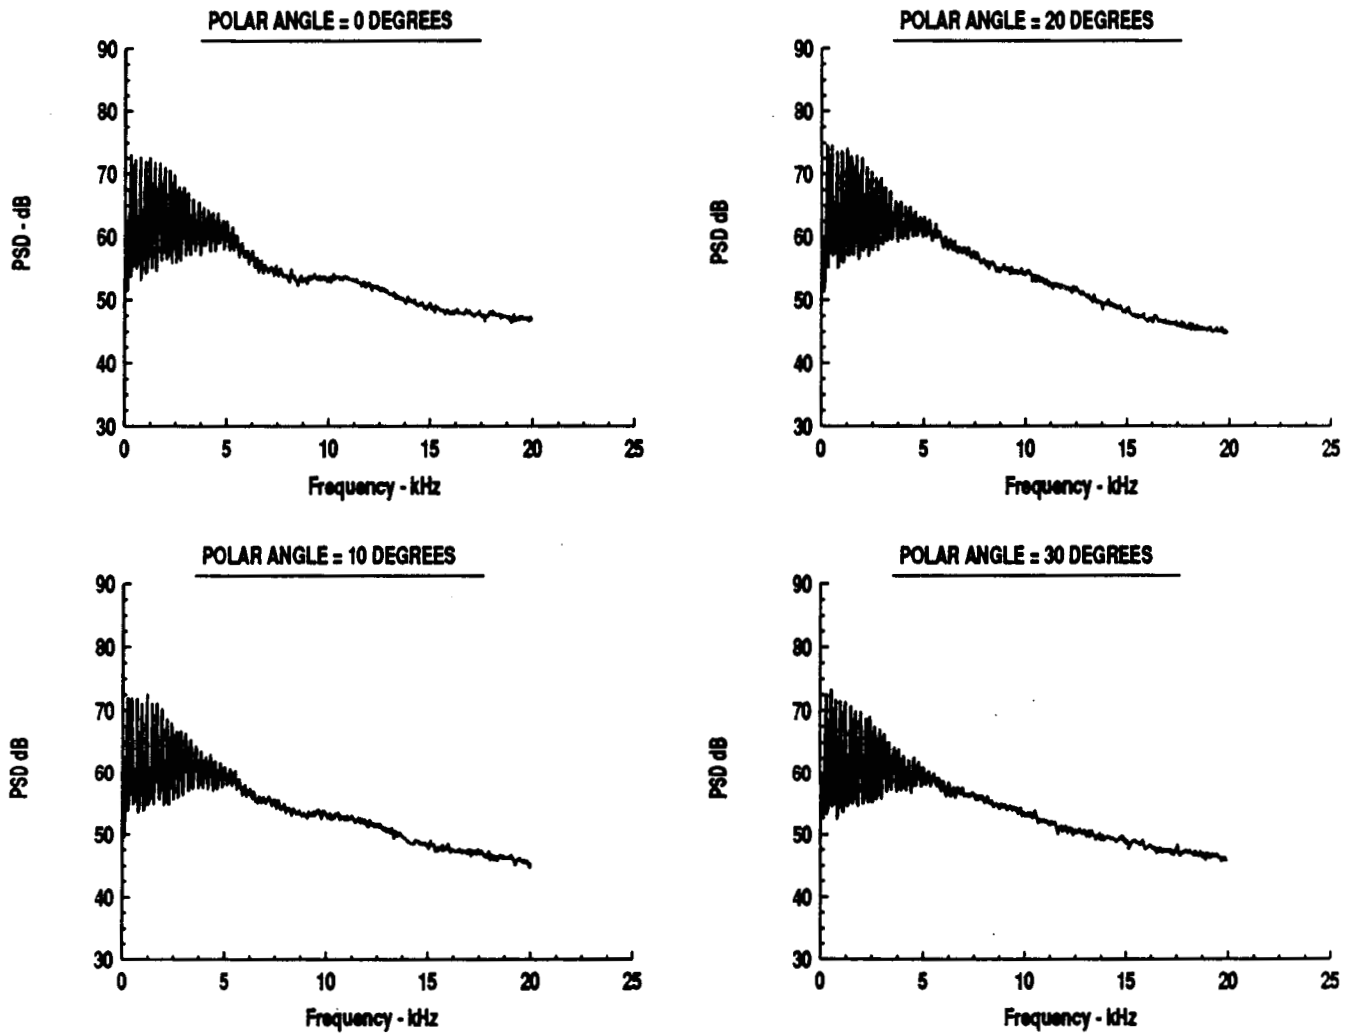 POLAR ANGLE = 0 DEGREES
90
80
70
60
50
40
30
PSD - dB
0 5 10 15 20 25
Frequency - kHz
POLAR ANGLE = 20 DEGREES
90
80
70
60
50
40
30
PSD dB
0 5 10 15 20 25
Frequency - kHz
POLAR ANGLE = 10 DEGREES
90
80
70
60
50
40
30
PSD dB
0 5 10 15 20 25
Frequency - kHz
POLAR ANGLE = 30 DEGREES
90
80
70
60
50
40
30
PSD dB
0 5 10 15 20 25
Frequency - kHz